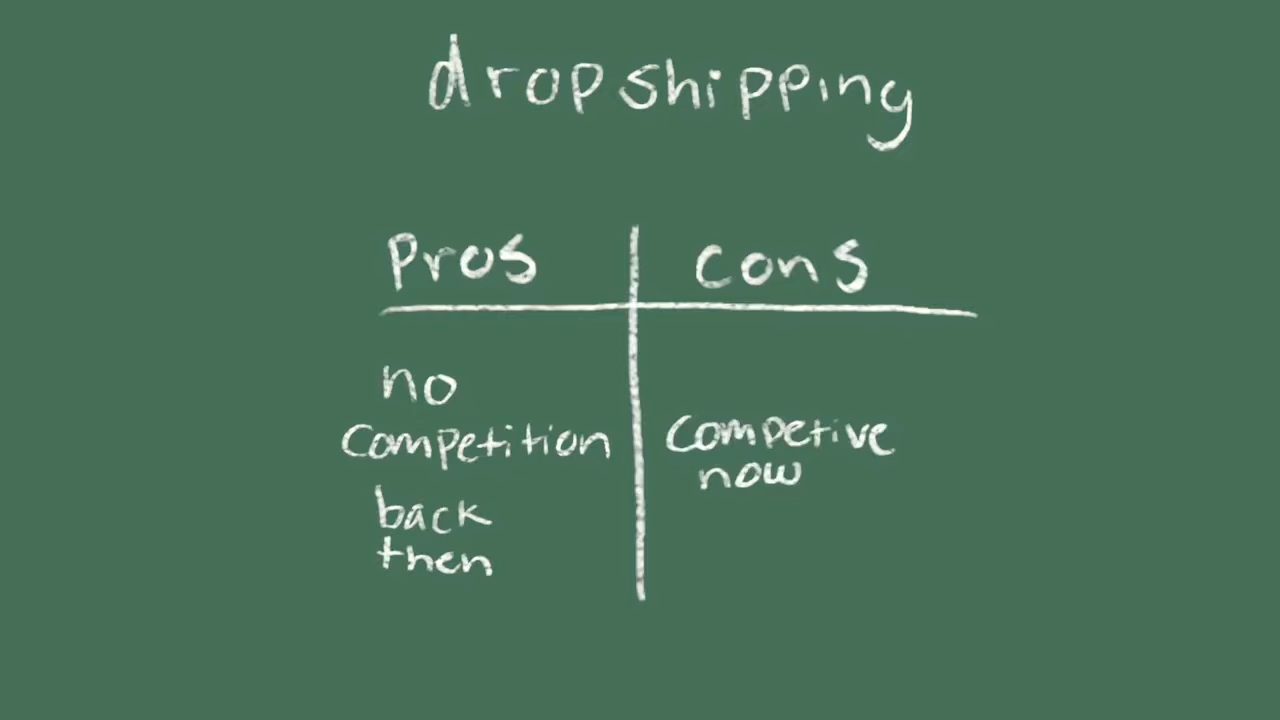 dropshipping
Pros
Cons
no
competition
back
then
competive
now